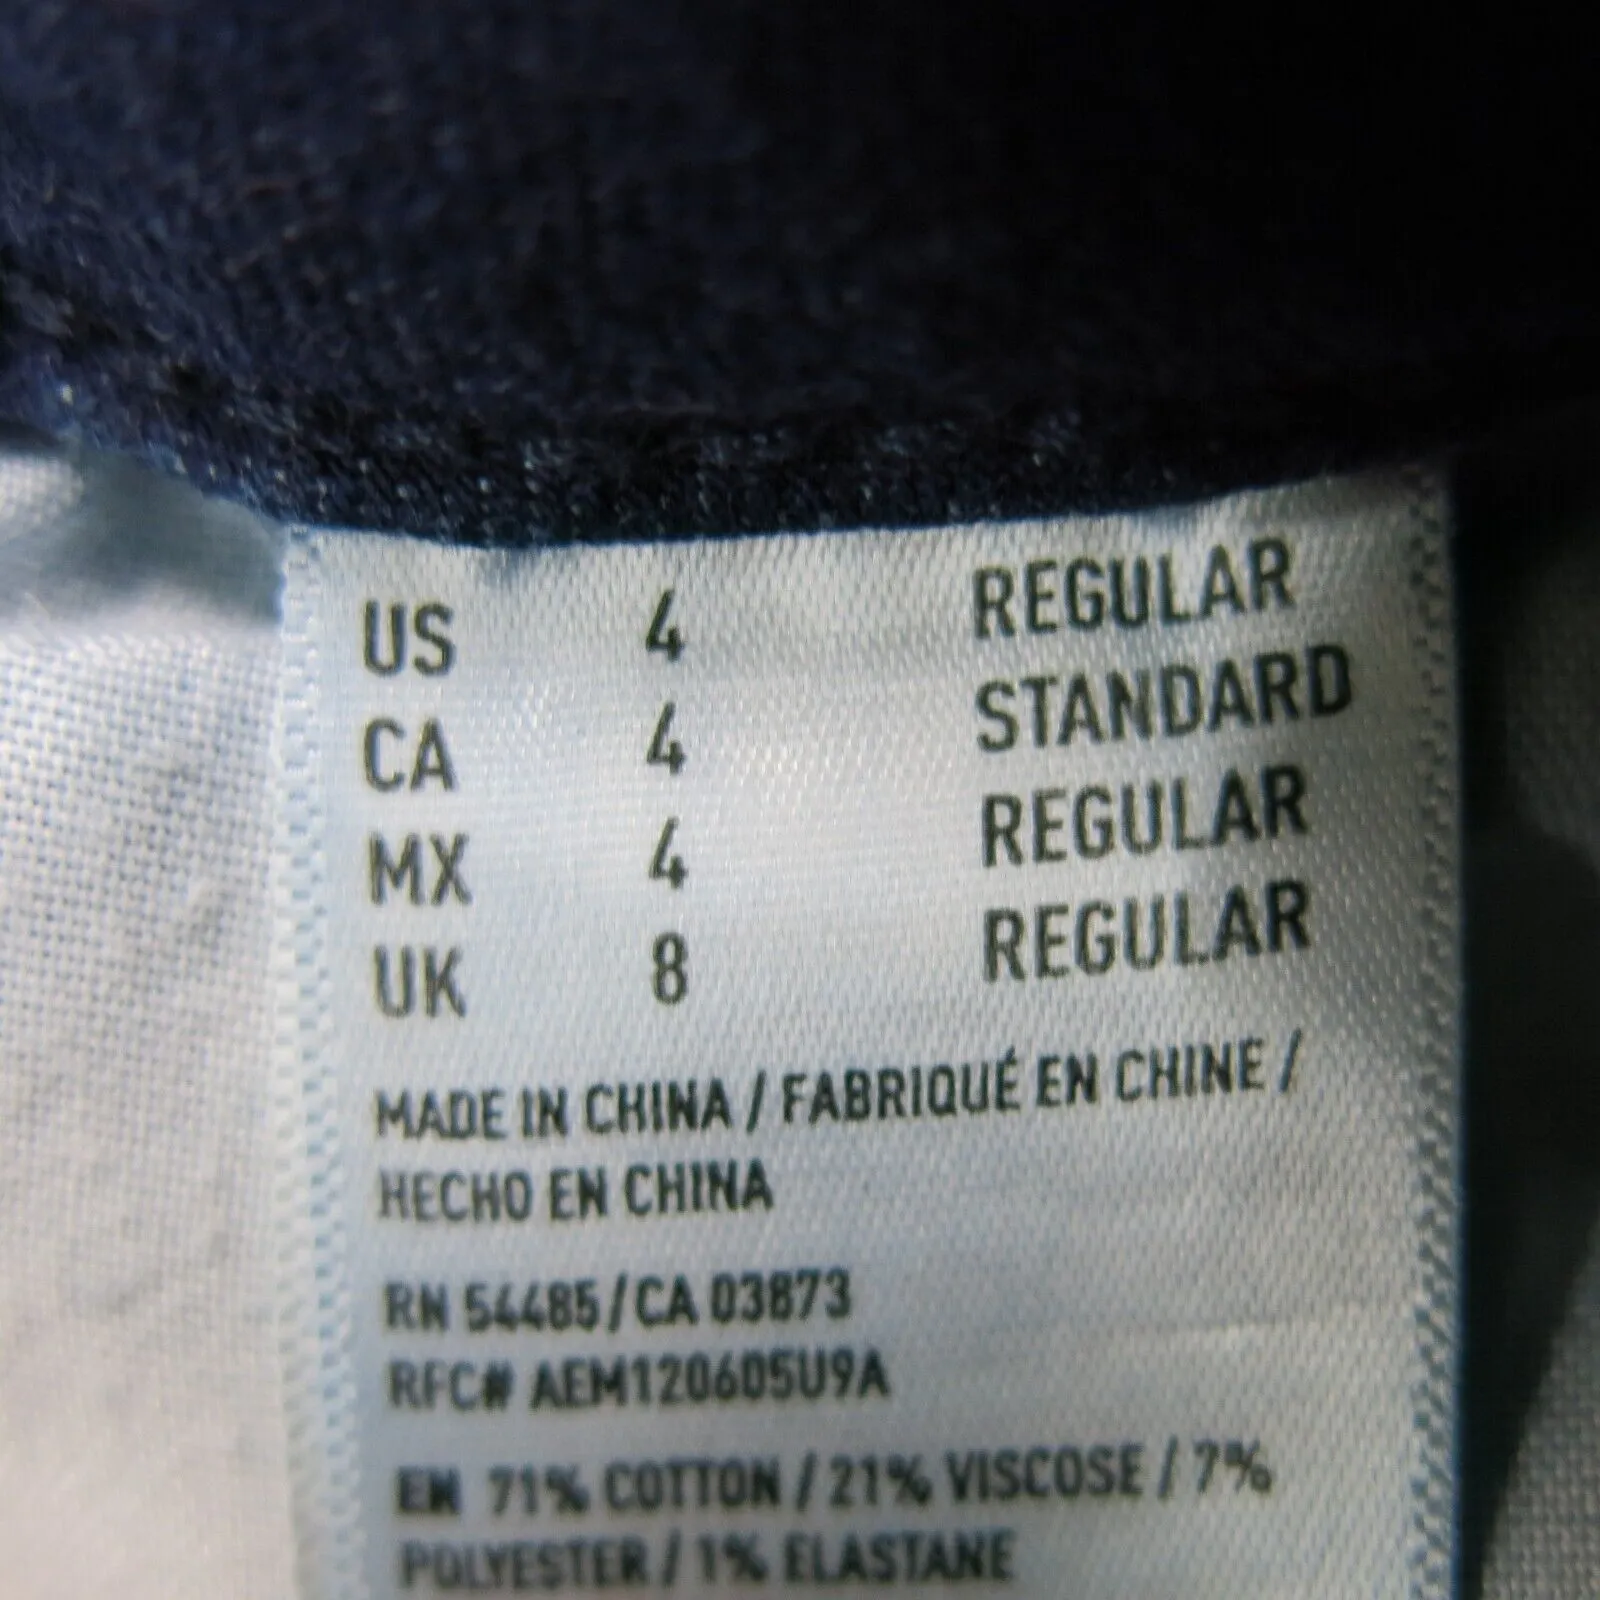 US 4 REGULAR
CA 4 STANDARD
MX 4 REGULAR
UK 8 REGULAR
MADE IN CHINA / FABRIQUÉ EN CHINE /
HECHO EN CHINA
RN 54485 / CA 03873
RFC# AEM120605U9A
EN 71% COTTON / 21% VISCOSE / 7%
POLYESTER / 1% ELASTANE